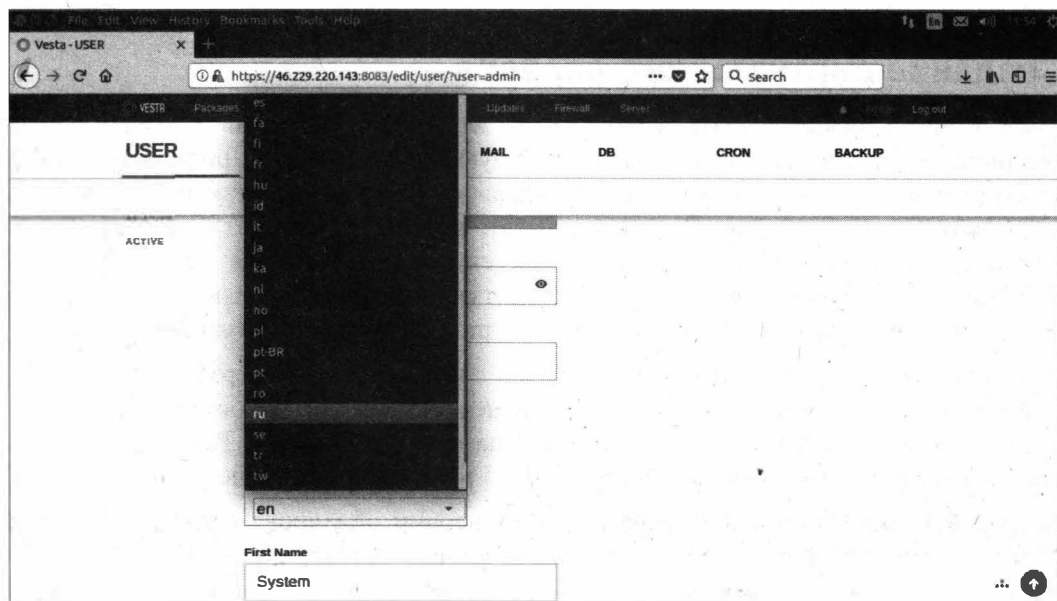 File Edit View History Bookmarks Tools Help
En 11:54
Vesta - USER × +
https://46.229.220.143:8083/edit/user/?user=admin ... Search
VESTA Packages Updates Firewall Server Log out
USER MAIL DB CRON BACKUP
ACTIVE
es
fa
fi
fr
hu
id
it
ja
ka
nl
no
pl
pt-BR
pt
ro
ru
se
tr
tw
en
First Name
System